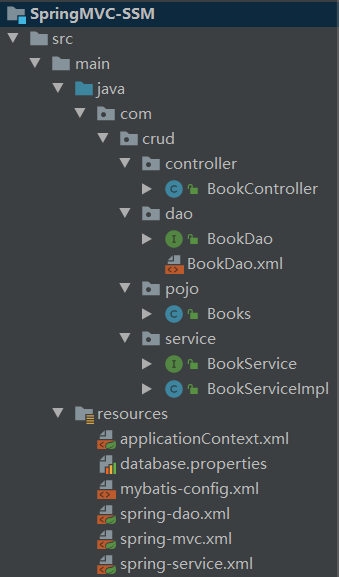 SpringMVC-SSM
src
main
java
com
crud
controller
BookController
dao
BookDao
BookDao.xml
pojo
Books
service
BookService
BookServiceImpl
resources
applicationContext.xml
database.properties
mybatis-config.xml
spring-dao.xml
spring-mvc.xml
spring-service.xml